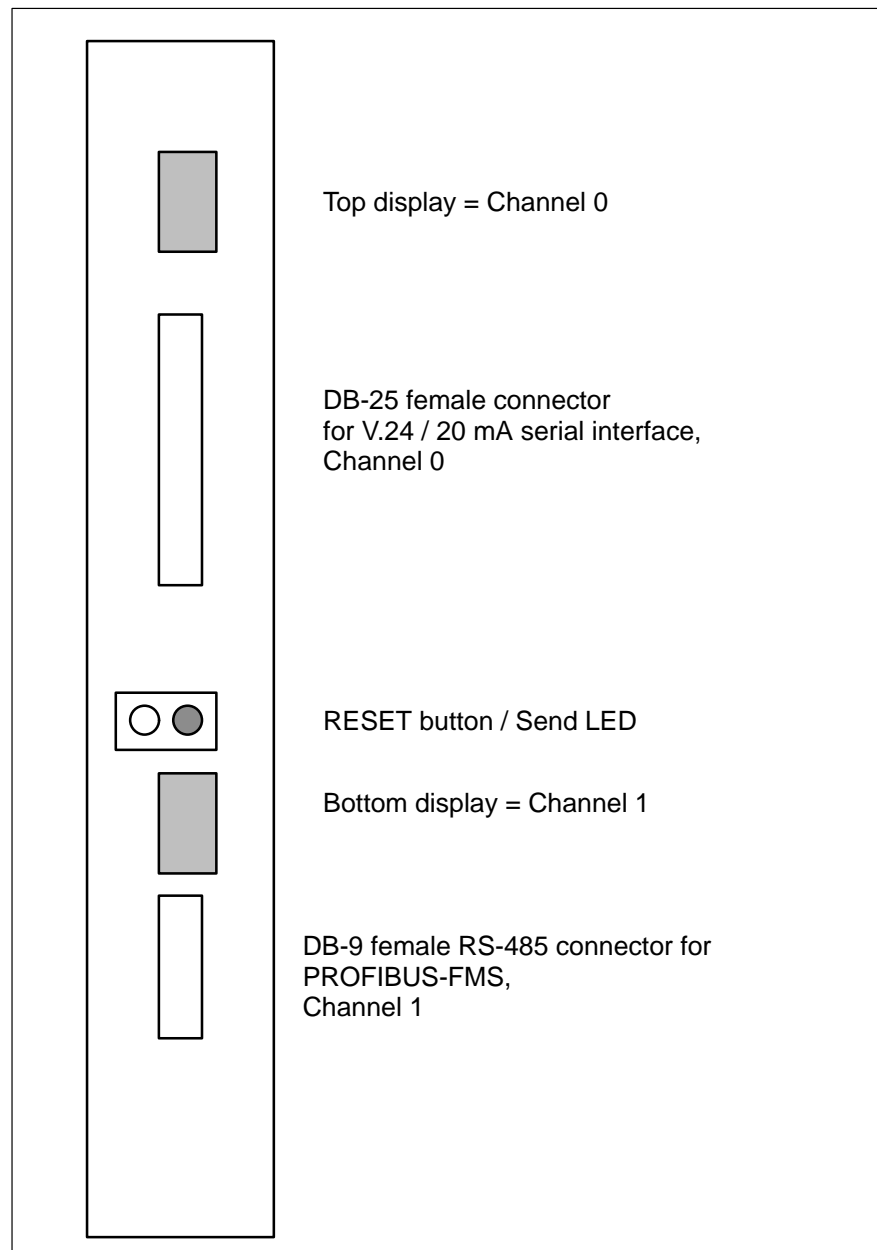 Top display = Channel 0
DB-25 female connector
for V.24 / 20 mA serial interface,
Channel 0
RESET button / Send LED
Bottom display = Channel 1
DB-9 female RS-485 connector for
PROFIBUS-FMS,
Channel 1